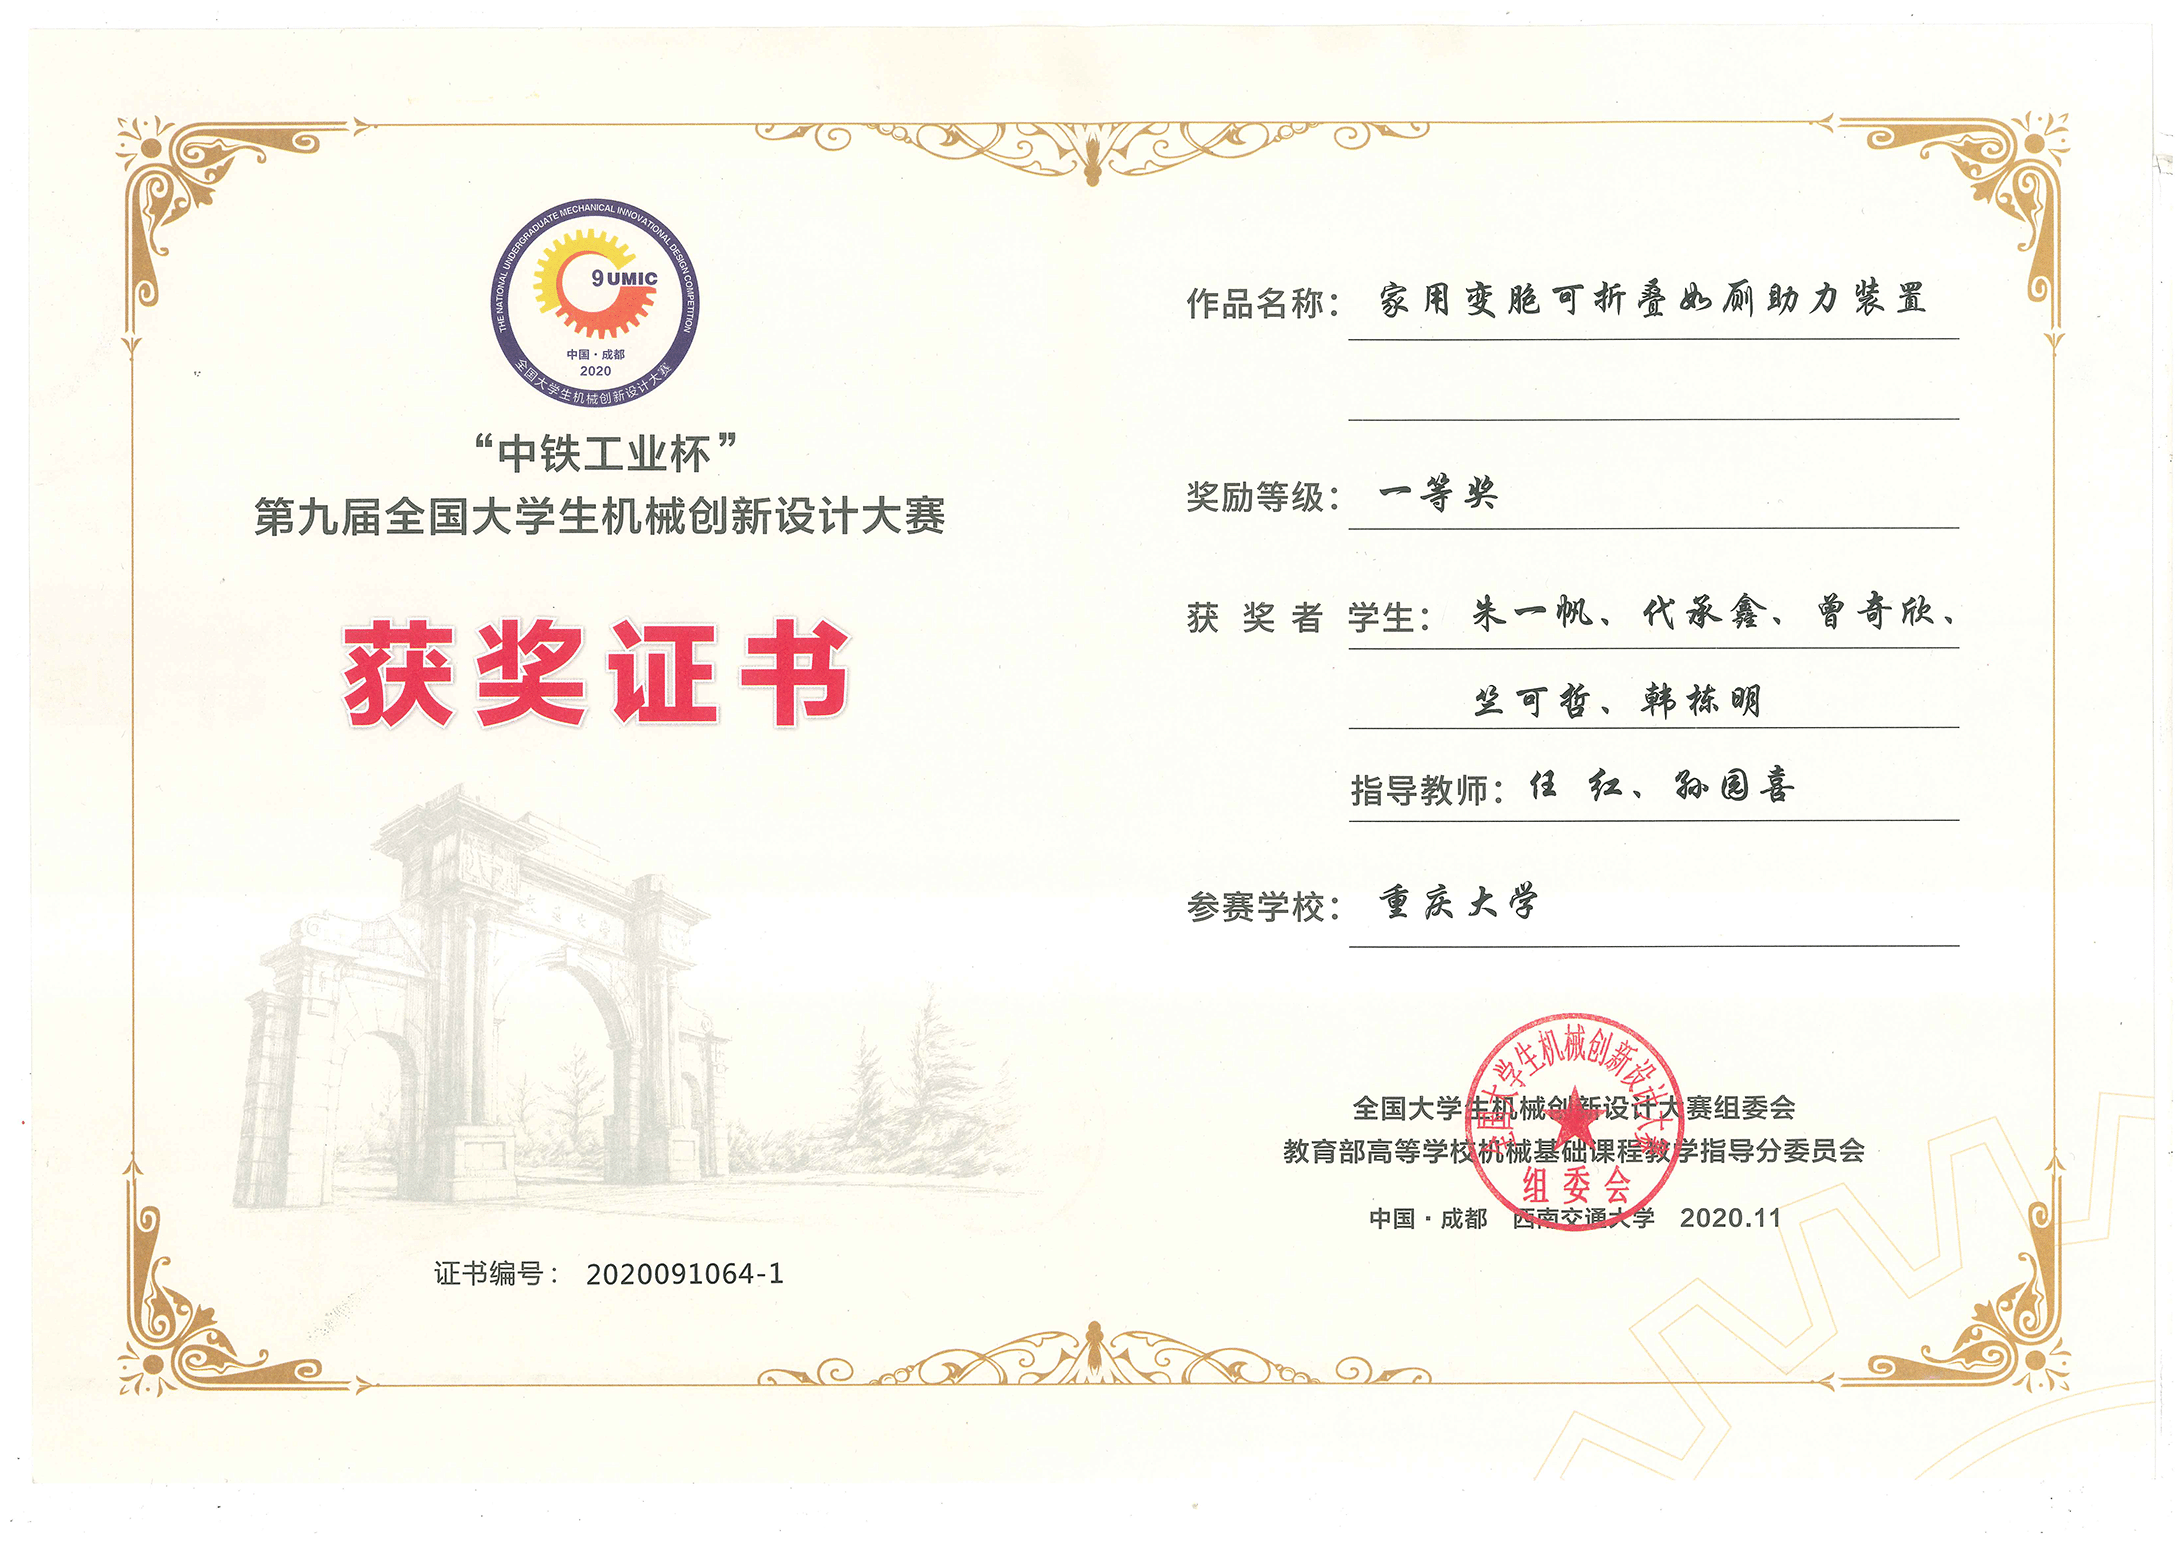 THE NATIONAL UNDERGRADUATE MECHANICAL INNOVATIONAL DESIGN COMPETITION
9UMIC
中国·成都
2020
全国大学生机械创新设计大赛
“中铁工业杯”
第九届全国大学生机械创新设计大赛
获奖证书
证书编号： 2020091064-1
作品名称： 家用变胞可折叠如厕助力装置
奖励等级： 一等奖
获奖者 学生： 朱一帆、代承鑫、曾奇欣、
竺可哲、韩栋明
指导教师：任 红、孙园喜
参赛学校： 重庆大学
全国大学生机械创新设计大赛组委会
教育部高等学校机械基础课程教学指导分委员会
中国·成都 西南交通大学 2020.11
全国大学生机械创新设计大赛
组委会